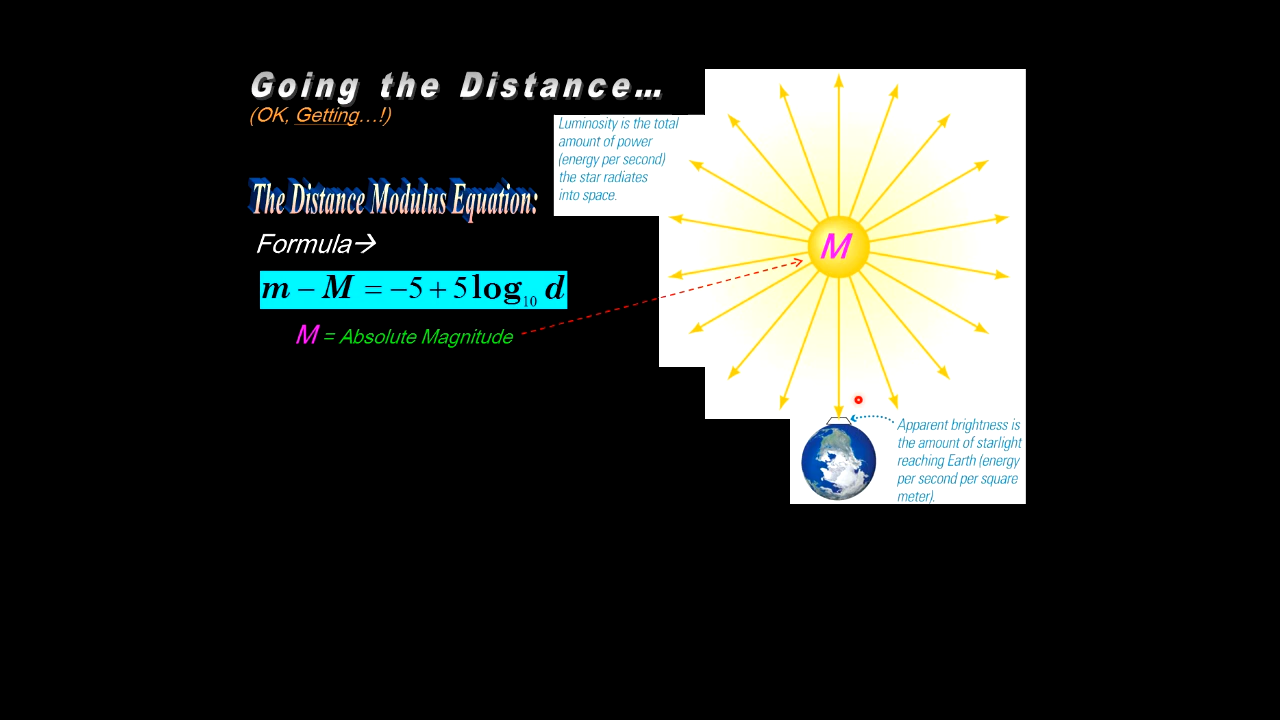 Going the Distance...
(OK, Getting...!)
Luminosity is the total
amount of power
(energy per second)
the star radiates
into space.
The Distance Modulus Equation:
Formula→
m − M = −5 + 5 log₁₀ d
M = Absolute Magnitude
M
Apparent brightness is
the amount of starlight
reaching Earth (energy
per second per square
meter).